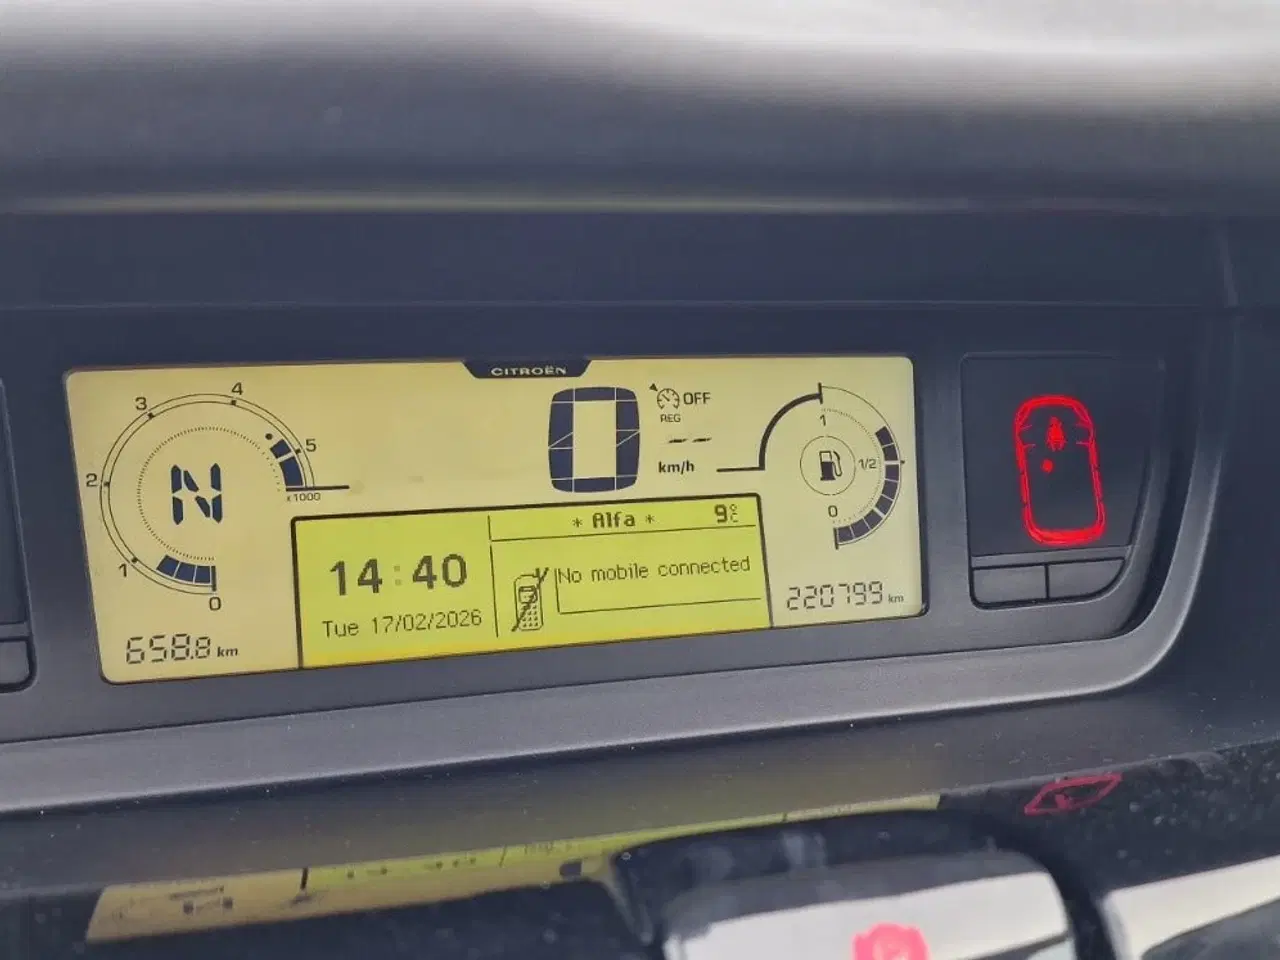 CITROËN
4
3
5
2
x1000
1
0
N
658.8 km
0
OFF
REG
-- 
km/h
* Alfa *
9°C
14:40
No mobile connected
Tue 17/02/2026
1
1/2
0
220799 km